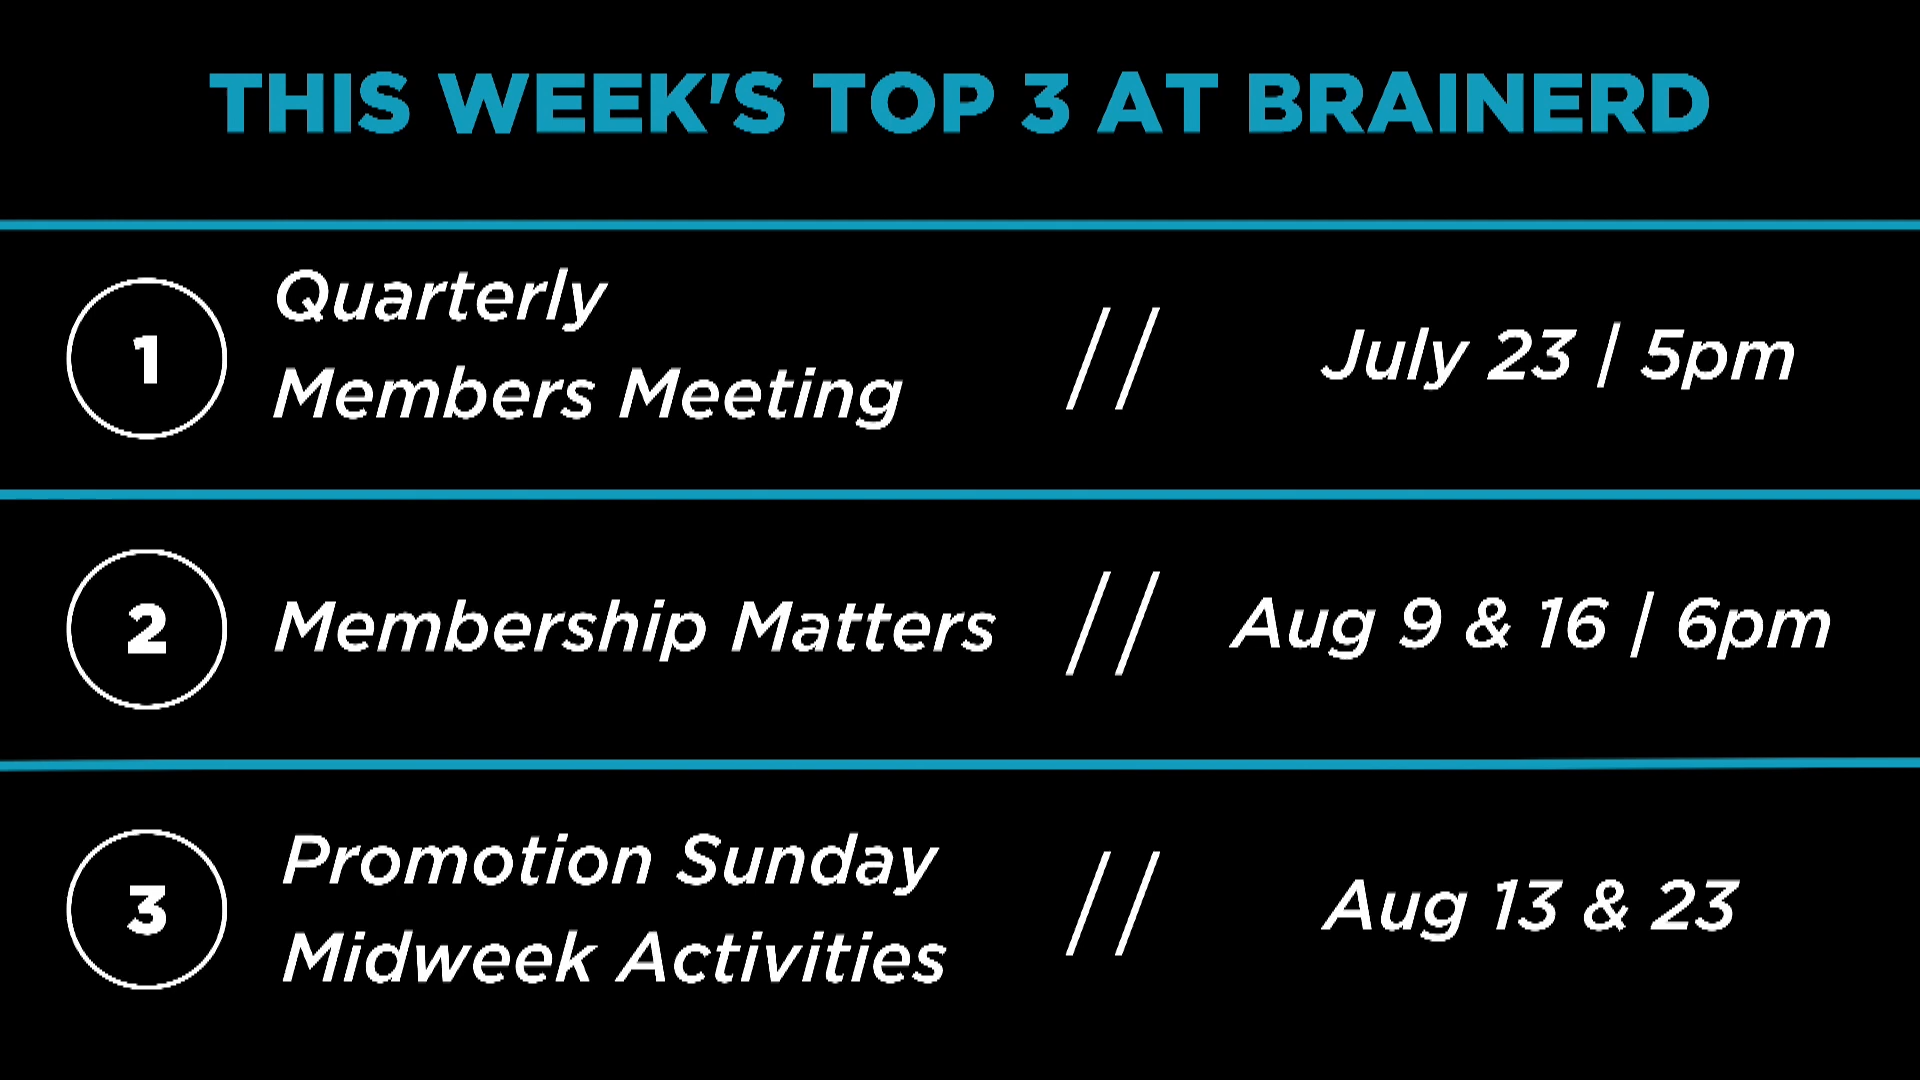 THIS WEEK'S TOP 3 AT BRAINERD
1
Quarterly
Members Meeting
//
July 23 | 5pm
2
Membership Matters
//
Aug 9 & 16 | 6pm
3
Promotion Sunday
Midweek Activities
//
Aug 13 & 23